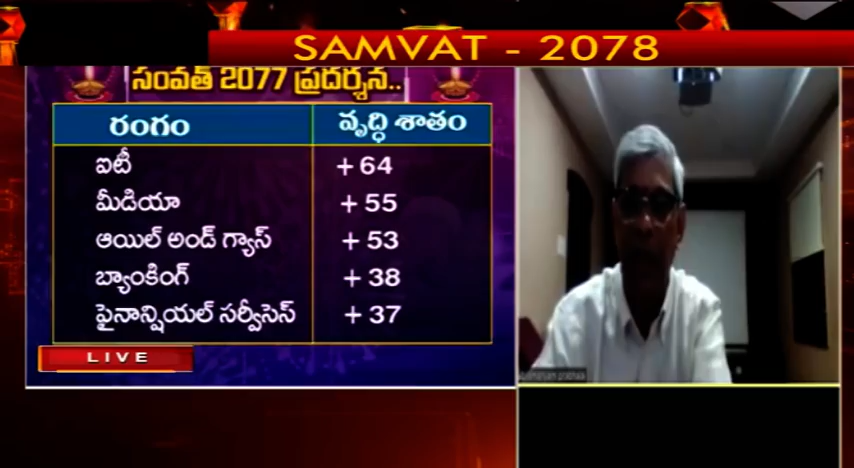 SAMVAT - 2078
సంవత్ 2077 ప్రదర్శన..
రంగం వృద్ధి శాతం
ఐటీ +64
మీడియా +55
ఆయిల్ అండ్ గ్యాస్ +53
బ్యాంకింగ్ +38
ఫైనాన్షియల్ సర్వీసెస్ +37
LIVE